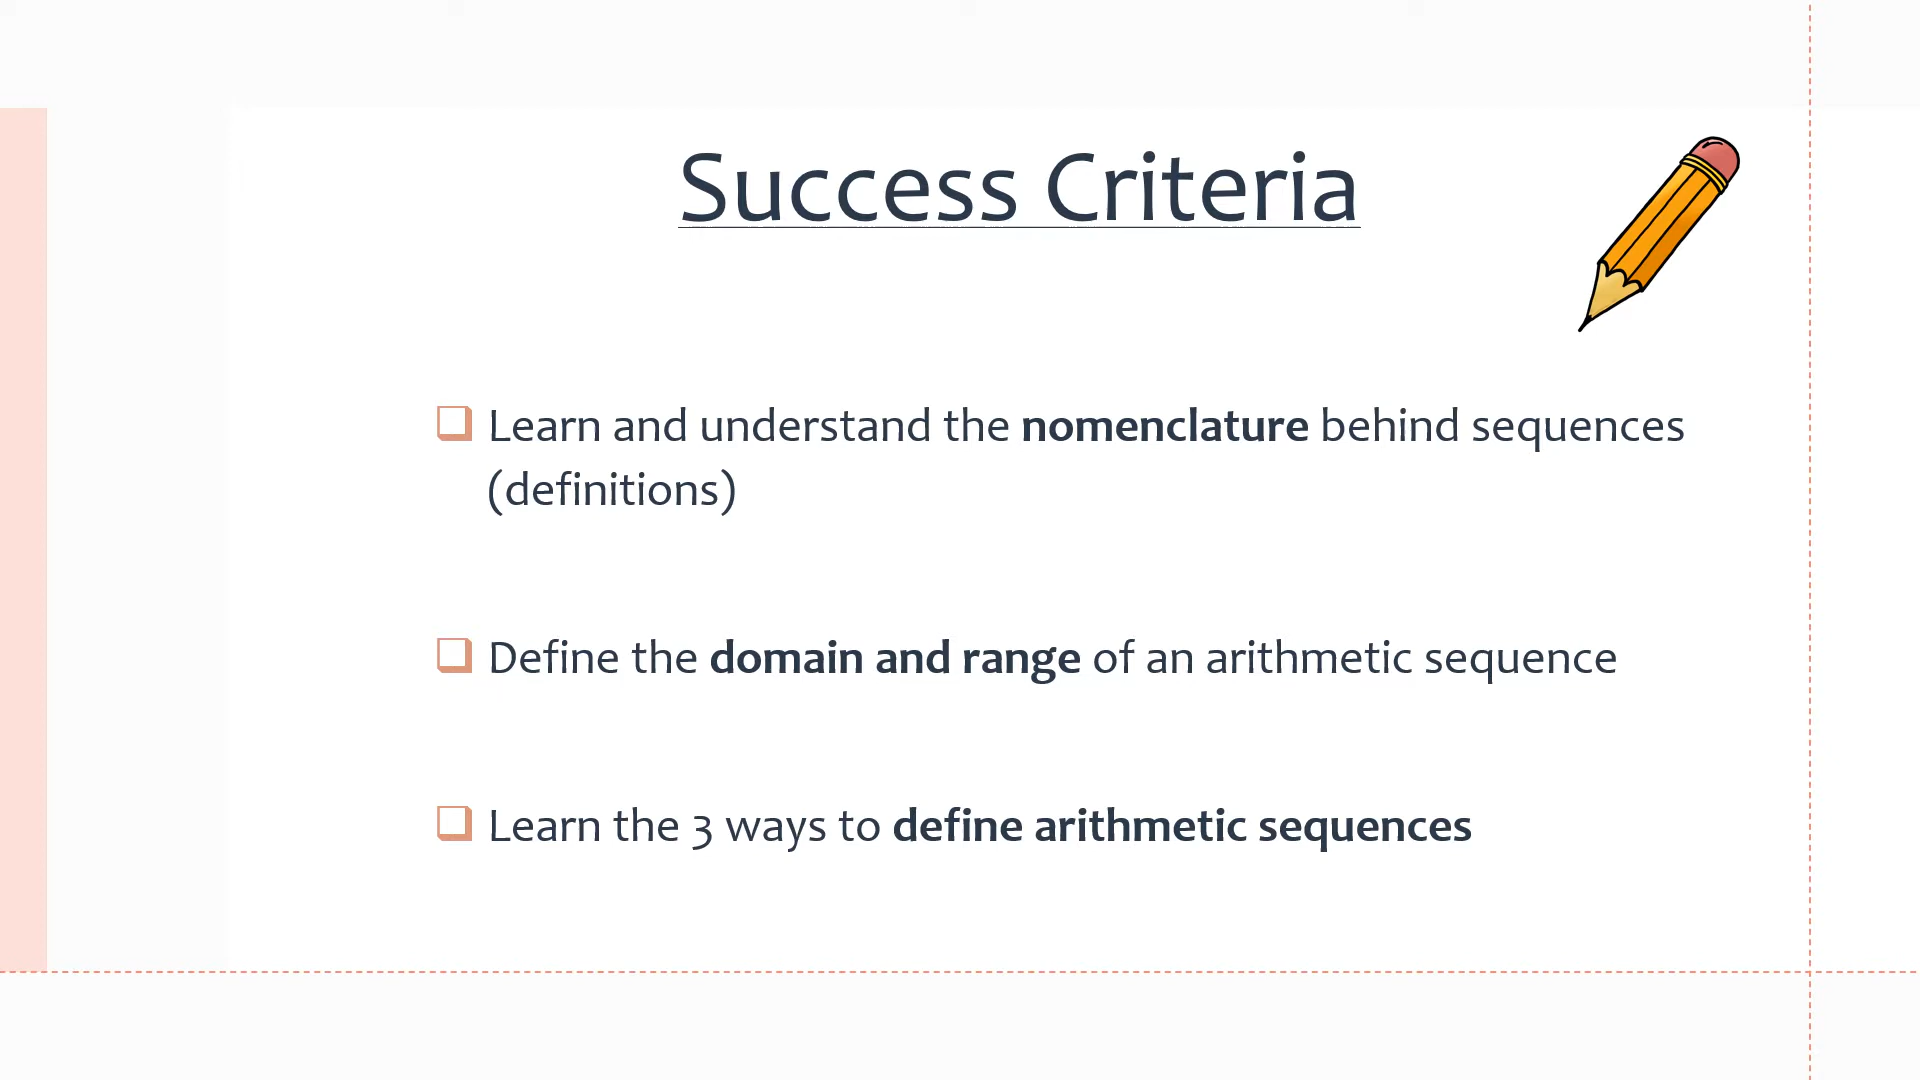 Success Criteria
Learn and understand the nomenclature behind sequences
(definitions)
Define the domain and range of an arithmetic sequence
Learn the 3 ways to define arithmetic sequences